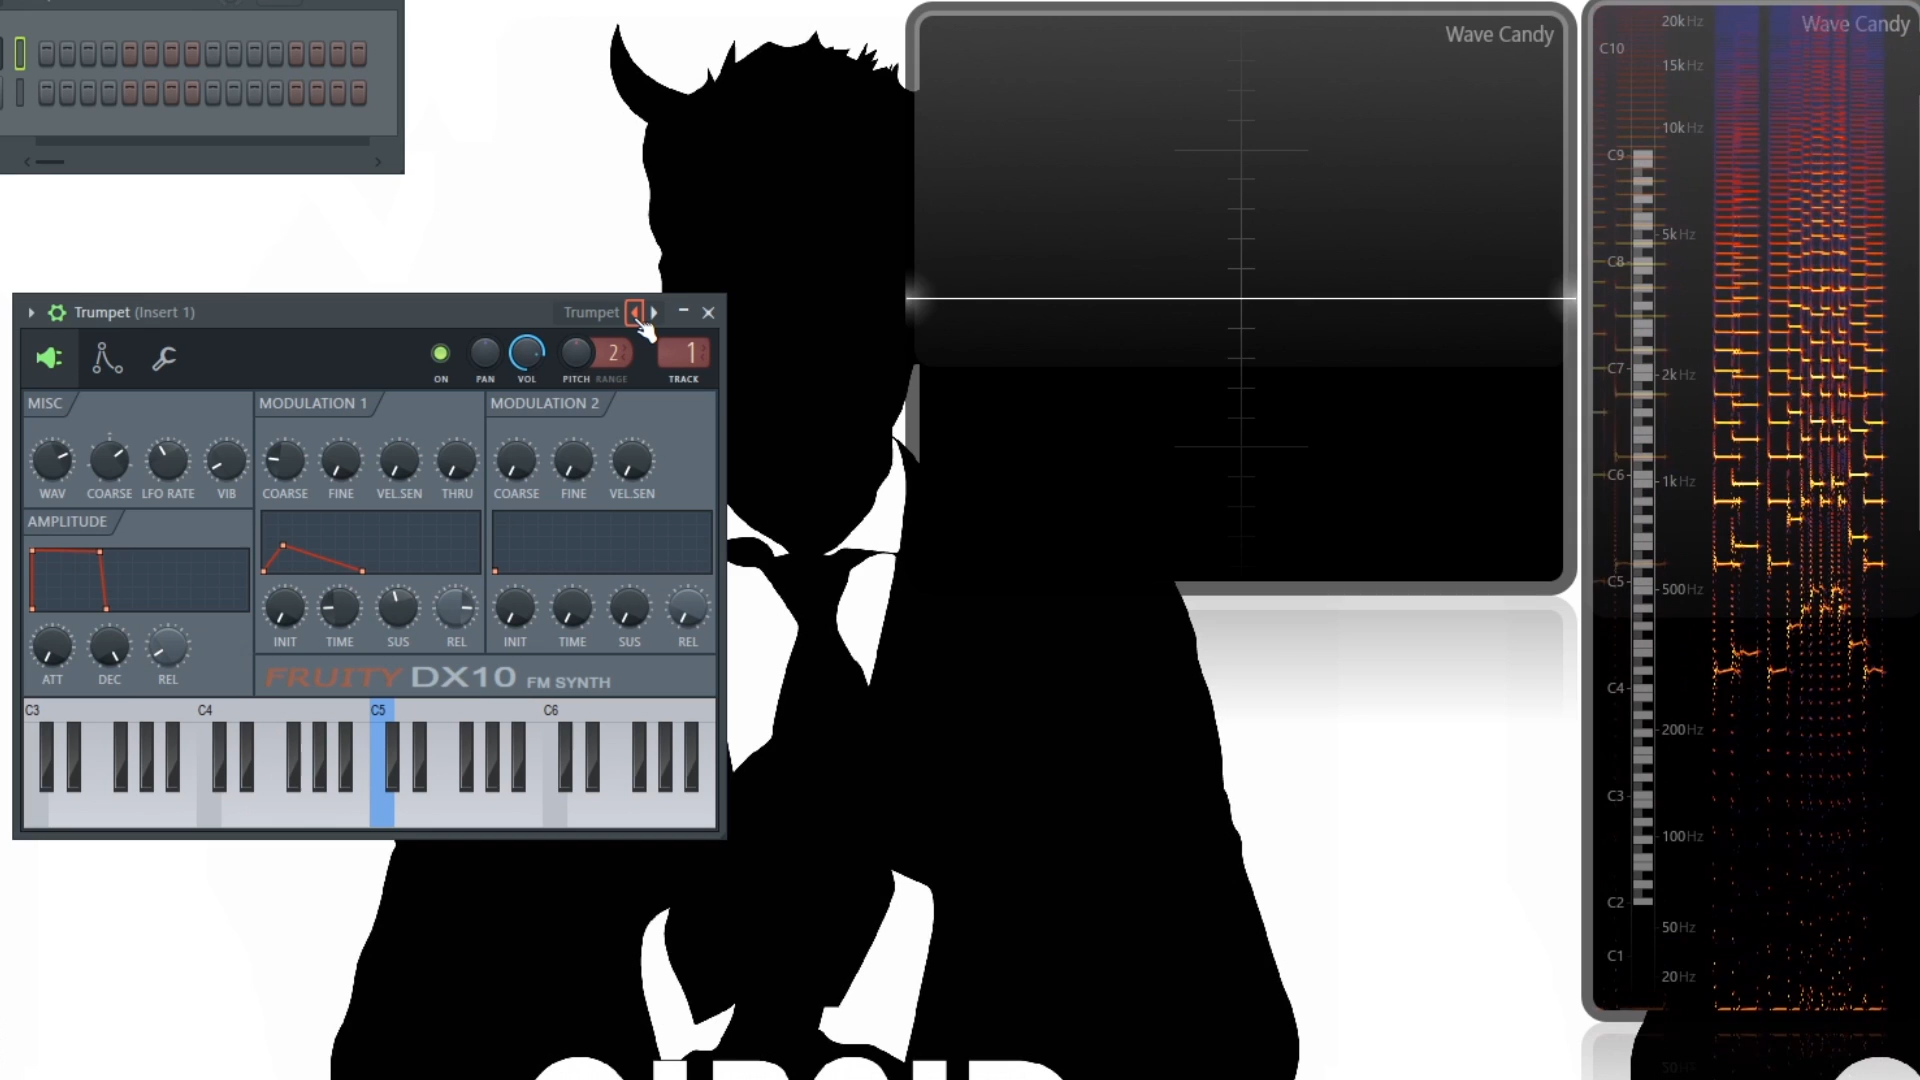 Wave Candy
Wave Candy
20kHz
C10
15kHz
10kHz
C9
5kHz
C8
C7
2kHz
C6
1kHz
C5
500Hz
C4
200Hz
C3
100Hz
C2
50Hz
C1
20Hz
50Hz
Trumpet (Insert 1)
Trumpet
2
1
ON PAN VOL PITCH RANGE TRACK
MISC
MODULATION 1
MODULATION 2
WAV COARSE LFO RATE VIB
COARSE FINE VEL.SEN THRU
COARSE FINE VEL.SEN
AMPLITUDE
INIT TIME SUS REL
INIT TIME SUS REL
ATT DEC REL
FRUITY DX10 FM SYNTH
C3 C4 C5 C6